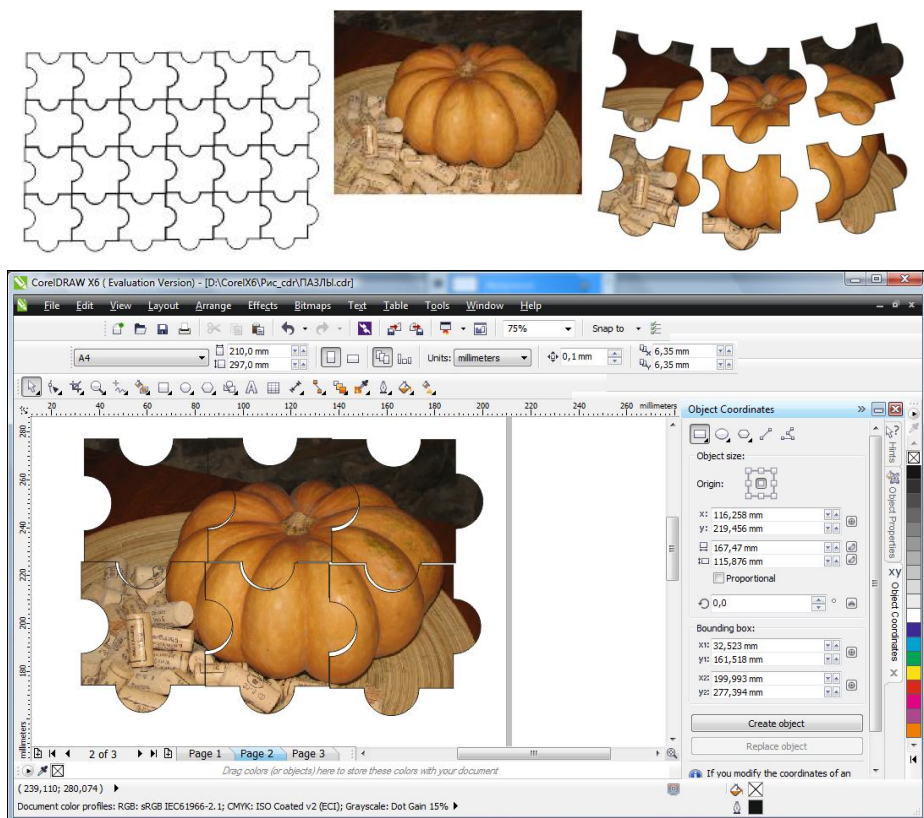 CorelDRAW X6 ( Evaluation Version) - [D:\CorelX6\Рис_cdr\ПАЗЛЫ.cdr]
File Edit View Layout Arrange Effects Bitmaps Text Table Tools Window Help
75% Snap to
A4 210,0 mm 297,0 mm Units: millimeters 0,1 mm 6,35 mm 6,35 mm
20 40 60 80 100 120 140 160 180 200 220 240 260 millimeters
280
260
240
220
200
180
millimeters
Object Coordinates
Object size:
Origin:
x: 116,258 mm
y: 219,456 mm
167,47 mm
115,876 mm
Proportional
0,0 °
Bounding box:
x1: 32,523 mm
y1: 161,518 mm
x2: 199,993 mm
y2: 277,394 mm
Create object
Replace object
If you modify the coordinates of an
Hints
Object Properties
Object Coordinates
2 of 3 Page 1 Page 2 Page 3
Drag colors (or objects) here to store these colors with your document
( 239,110; 280,074 )
Document color profiles: RGB: sRGB IEC61966-2.1; CMYK: ISO Coated v2 (ECI); Grayscale: Dot Gain 15%